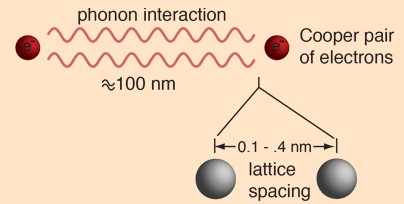 phonon interaction
e⁻
e⁻
Cooper pair
of electrons
≈100 nm
0.1 - .4 nm
lattice
spacing